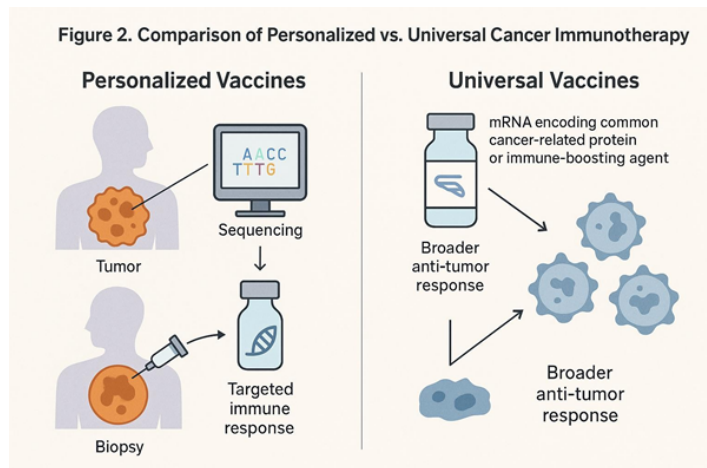 Figure 2. Comparison of Personalized vs. Universal Cancer Immunotherapy
Personalized Vaccines
AACC
TTTG
Sequencing
Tumor
Biopsy
Targeted
immune
response
Universal Vaccines
mRNA encoding common
cancer-related protein
or immune-boosting agent
Broader
anti-tumor
response
Broader
anti-tumor
response